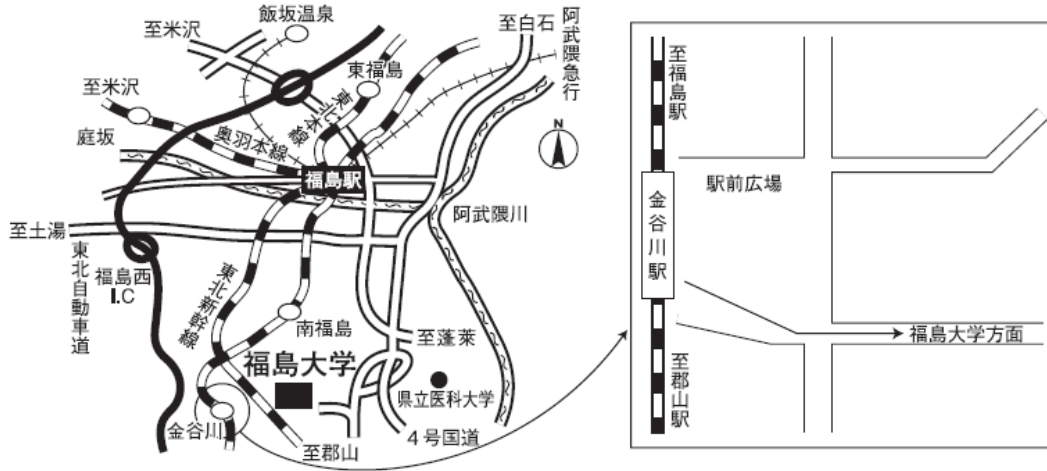 飯坂温泉
至米沢
至白石
阿武隈急行
東福島
至米沢
東北本線
庭坂
奥羽本線
N
福島駅
阿武隈川
至土湯
東北自動車道
福島西
I.C
東北新幹線
南福島
至蓬萊
福島大学
県立医科大学
金谷川
至郡山
4号国道
至福島駅
駅前広場
金谷川駅
福島大学方面
至郡山駅